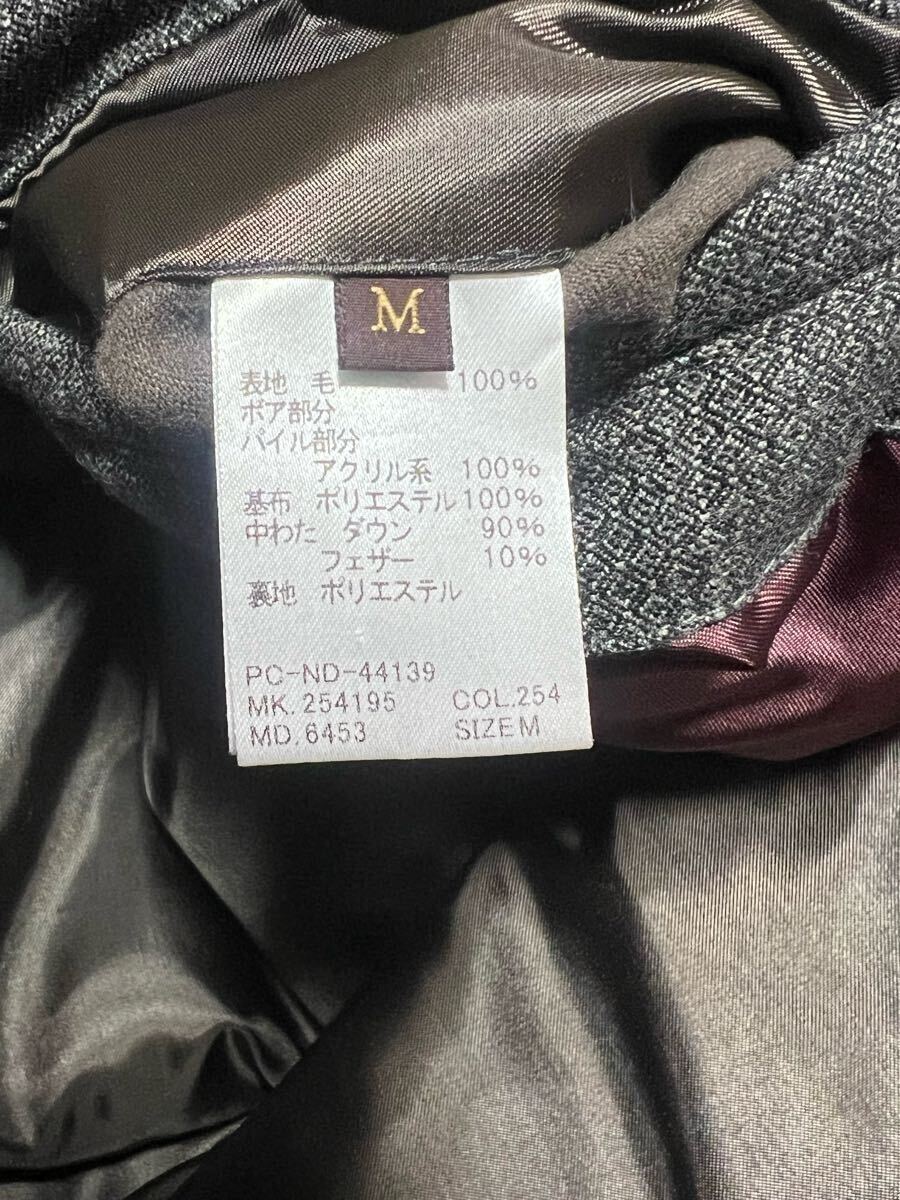 M
表地 毛 100%
ボア部分
パイル部分
アクリル系 100%
基布 ポリエステル 100%
中わた ダウン 90%
フェザー 10%
裏地 ポリエステル
PC-ND-44139
MK.254195 COL.254
MD.6453 SIZE M